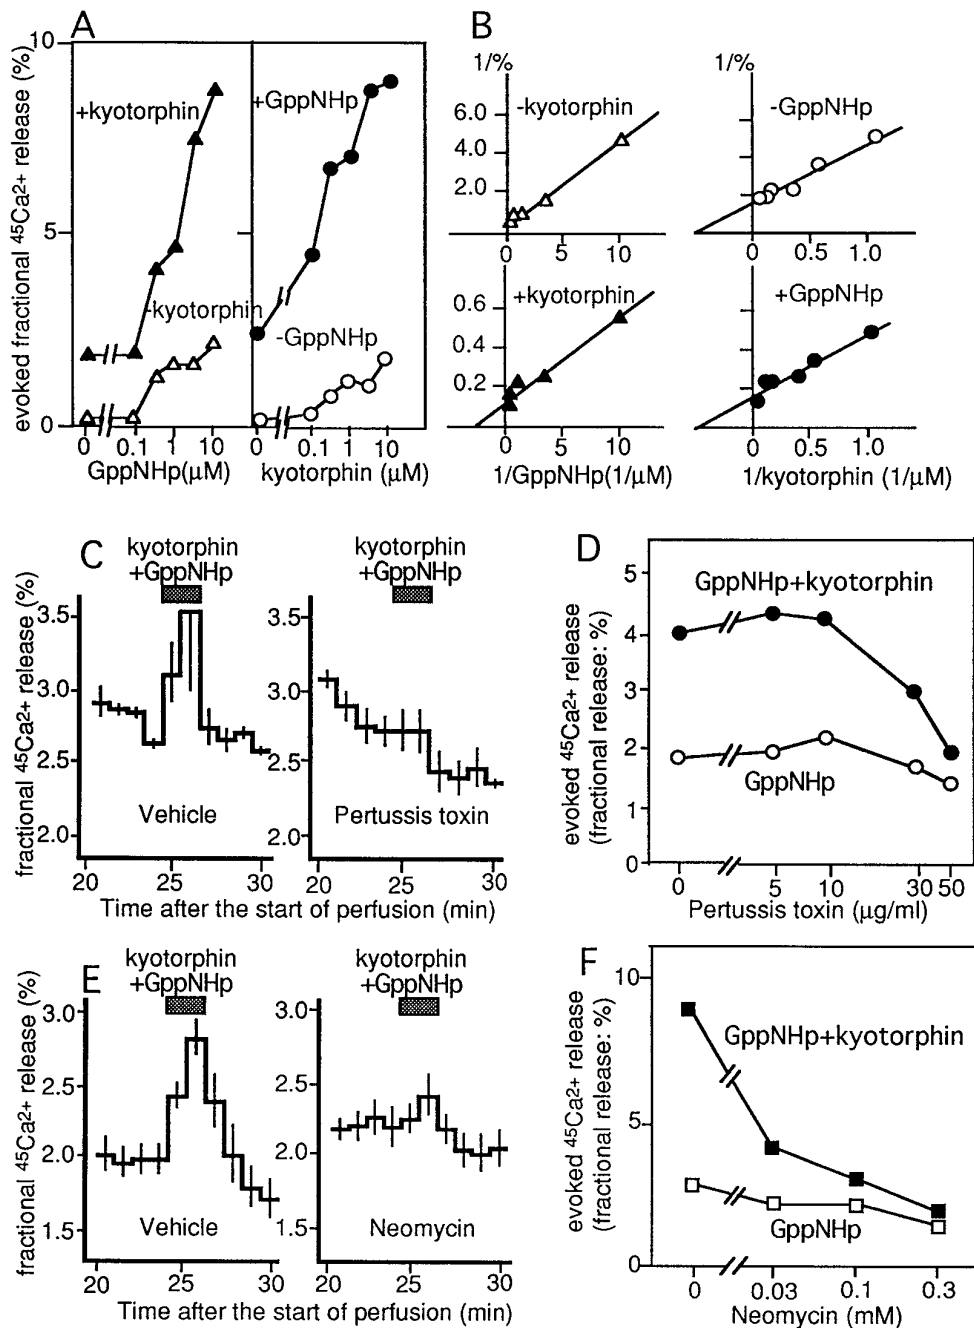 A
evoked fractional ⁴⁵Ca²⁺ release (%)
10
5
0
+kyotorphin
-kyotorphin
0 0.1 1 10
GppNHp(μM)
+GppNHp
-GppNHp
0 0.1 1 10
kyotorphin (μM)
B
1/%
6.0
4.0
2.0
-kyotorphin
0 5 10
1/%
-GppNHp
0 0.5 1.0
0.6
0.4
0.2
+kyotorphin
0 5 10
1/GppNHp(1/μM)
+GppNHp
0 0.5 1.0
1/kyotorphin (1/μM)
C
fractional ⁴⁵Ca²⁺ release (%)
kyotorphin
+GppNHp
3.5
3.0
2.5
2.0
Vehicle
20 25 30
kyotorphin
+GppNHp
3.0
2.5
2.0
Pertussis toxin
20 25 30
Time after the start of perfusion (min)
D
evoked ⁴⁵Ca²⁺ release
(fractional release: %)
5
4
3
2
1
0
GppNHp+kyotorphin
GppNHp
0 5 10 30 50
Pertussis toxin (μg/ml)
E
fractional ⁴⁵Ca²⁺ release (%)
kyotorphin
+GppNHp
3.0
2.5
2.0
1.5
Vehicle
20 25 30
kyotorphin
+GppNHp
3.0
2.5
2.0
1.5
Neomycin
20 25 30
Time after the start of perfusion (min)
F
evoked ⁴⁵Ca²⁺ release
(fractional release: %)
10
5
0
GppNHp+kyotorphin
GppNHp
0 0.03 0.1 0.3
Neomycin (mM)